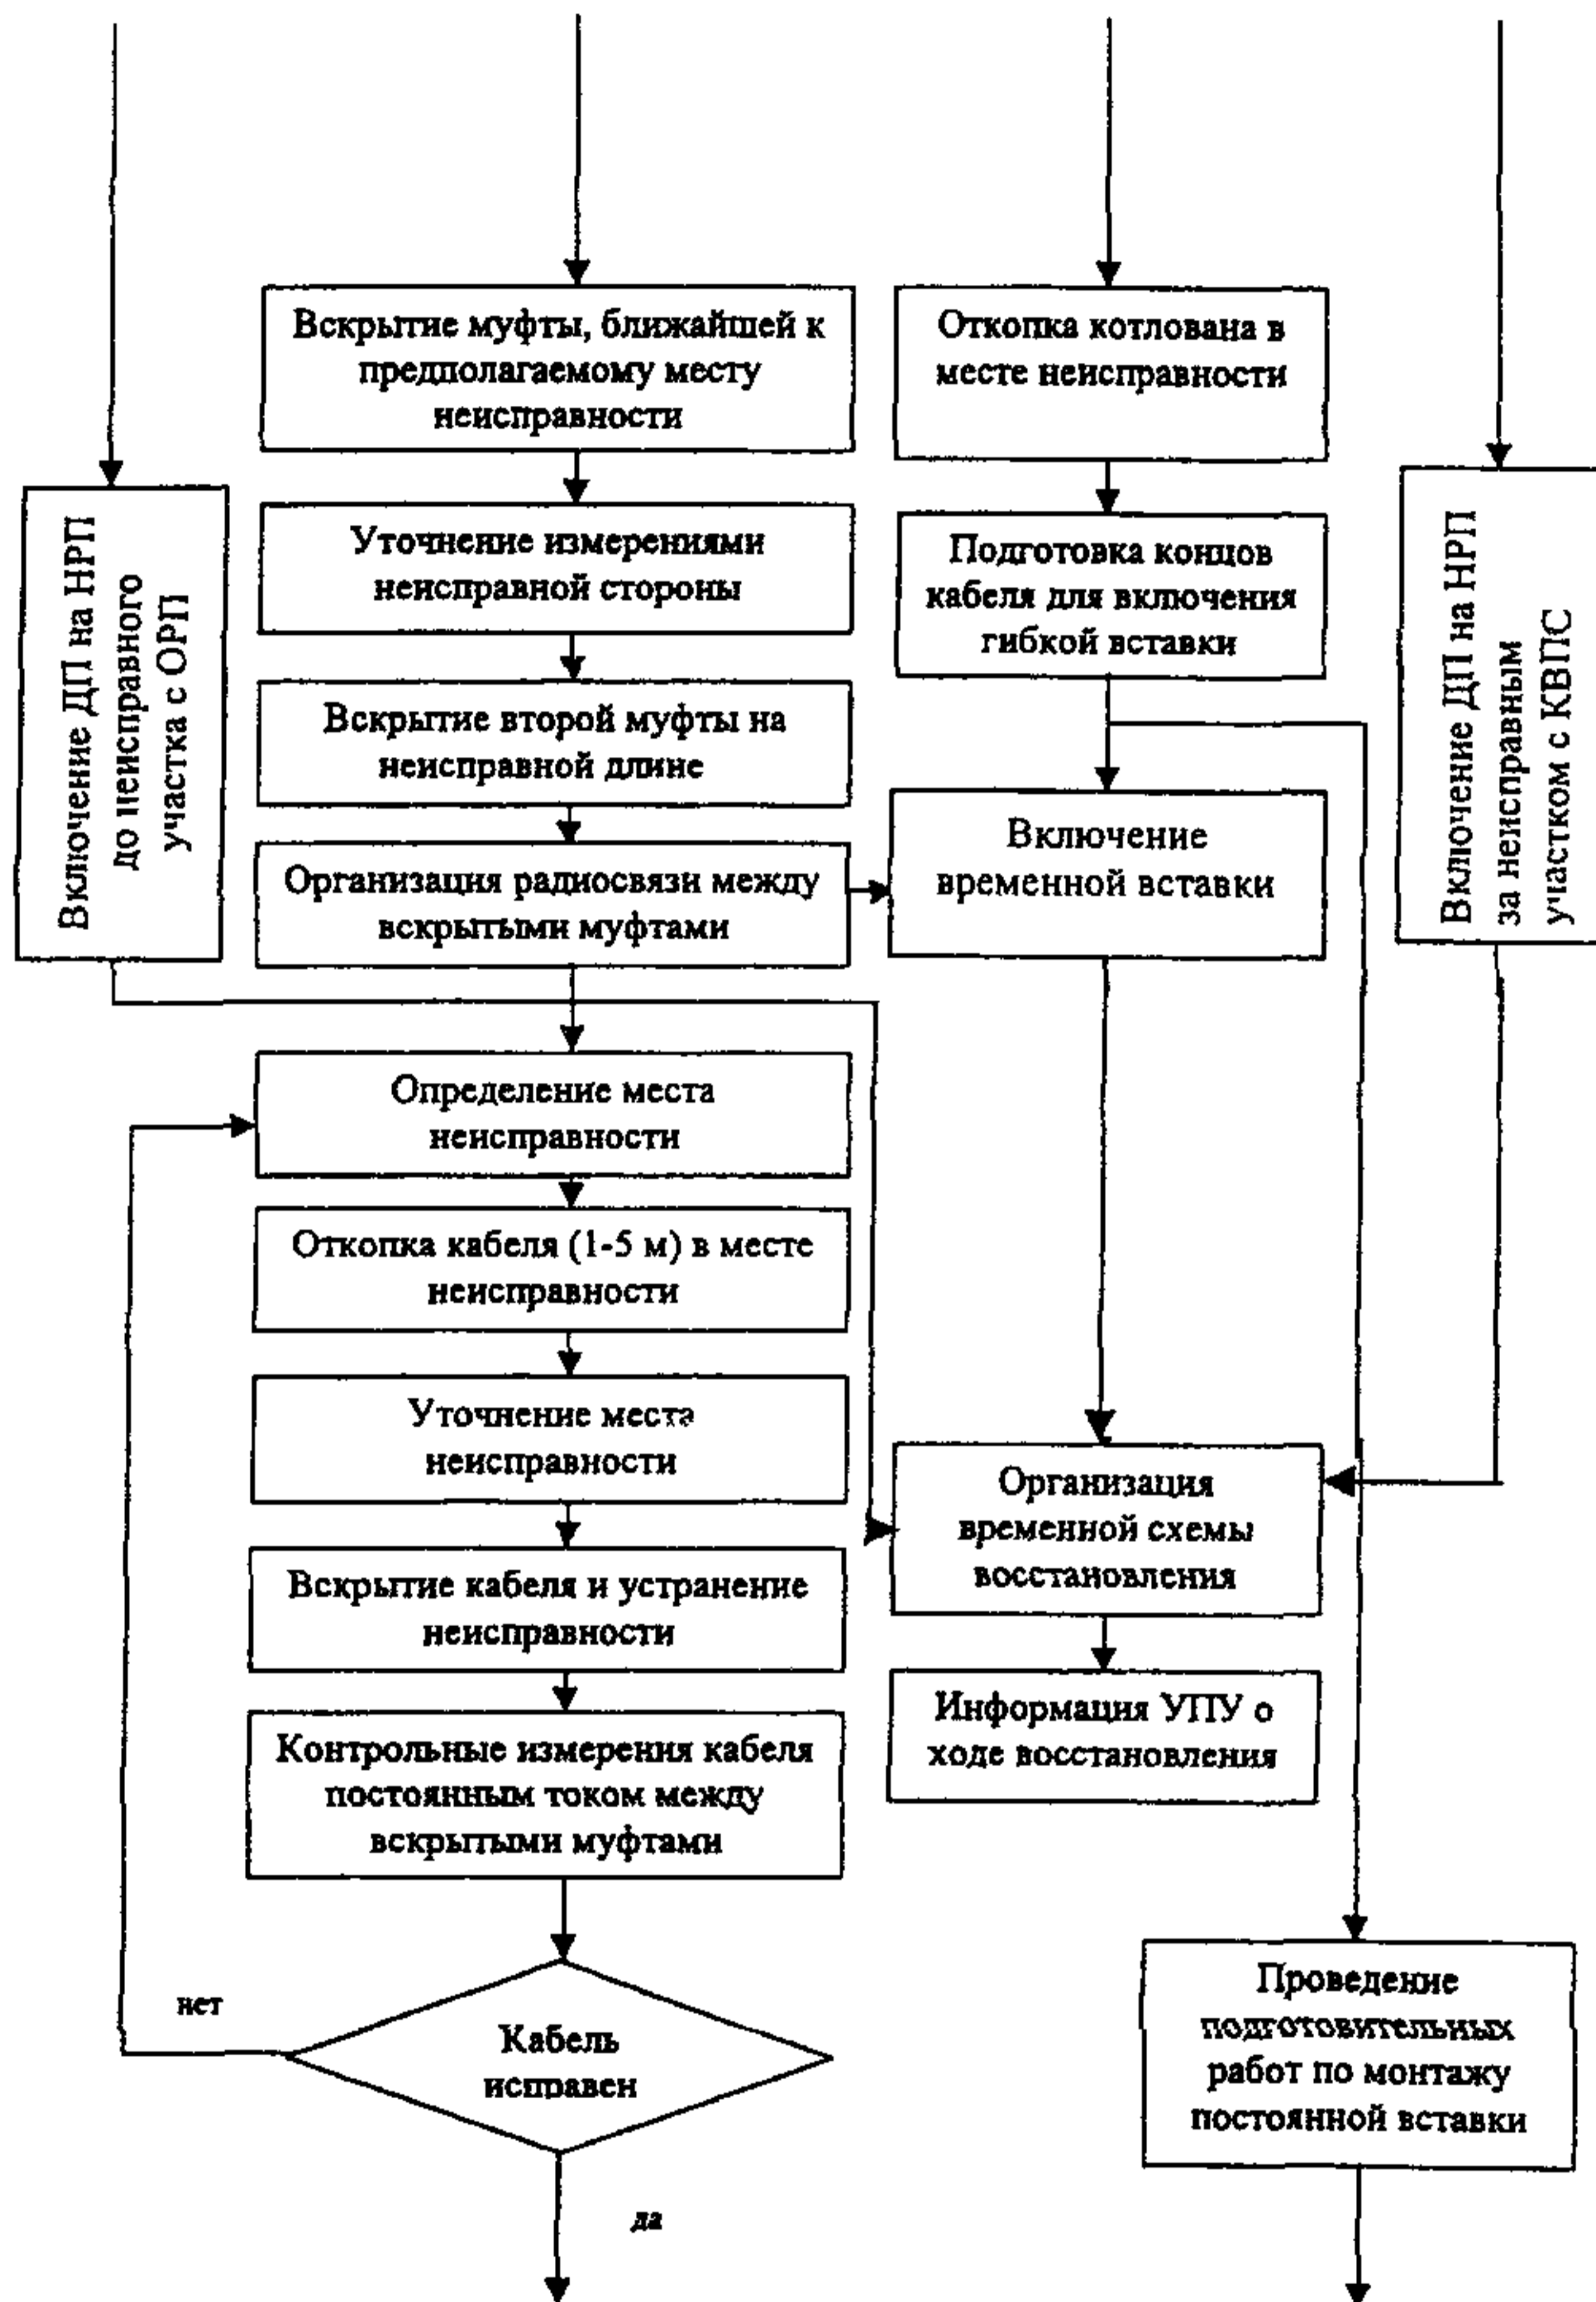 Вскрытие муфты, ближайшей к
предполагаемому месту
неисправности
Откопка котлована в
месте неисправности
Включение ДП на НРП
до неисправного
участка с ОРП
Уточнение измерениями
неисправной стороны
Подготовка концов
кабеля для включения
гибкой вставки
Включение ДП на НРП
за неисправным
участком с КВПС
Вскрытие второй муфты на
неисправной длине
Включение
временной вставки
Организация радиосвязи между
вскрытыми муфтами
Определение места
неисправности
Откопка кабеля (1-5 м) в месте
неисправности
Уточнение места
неисправности
Организация
временной схемы
восстановления
Вскрытие кабеля и устранение
неисправности
Информация УПУ о
ходе восстановления
Контрольные измерения кабеля
постоянным током между
вскрытыми муфтами
нет
Кабель
исправен
Проведение
подготовительных
работ по монтажу
постоянной вставки
да